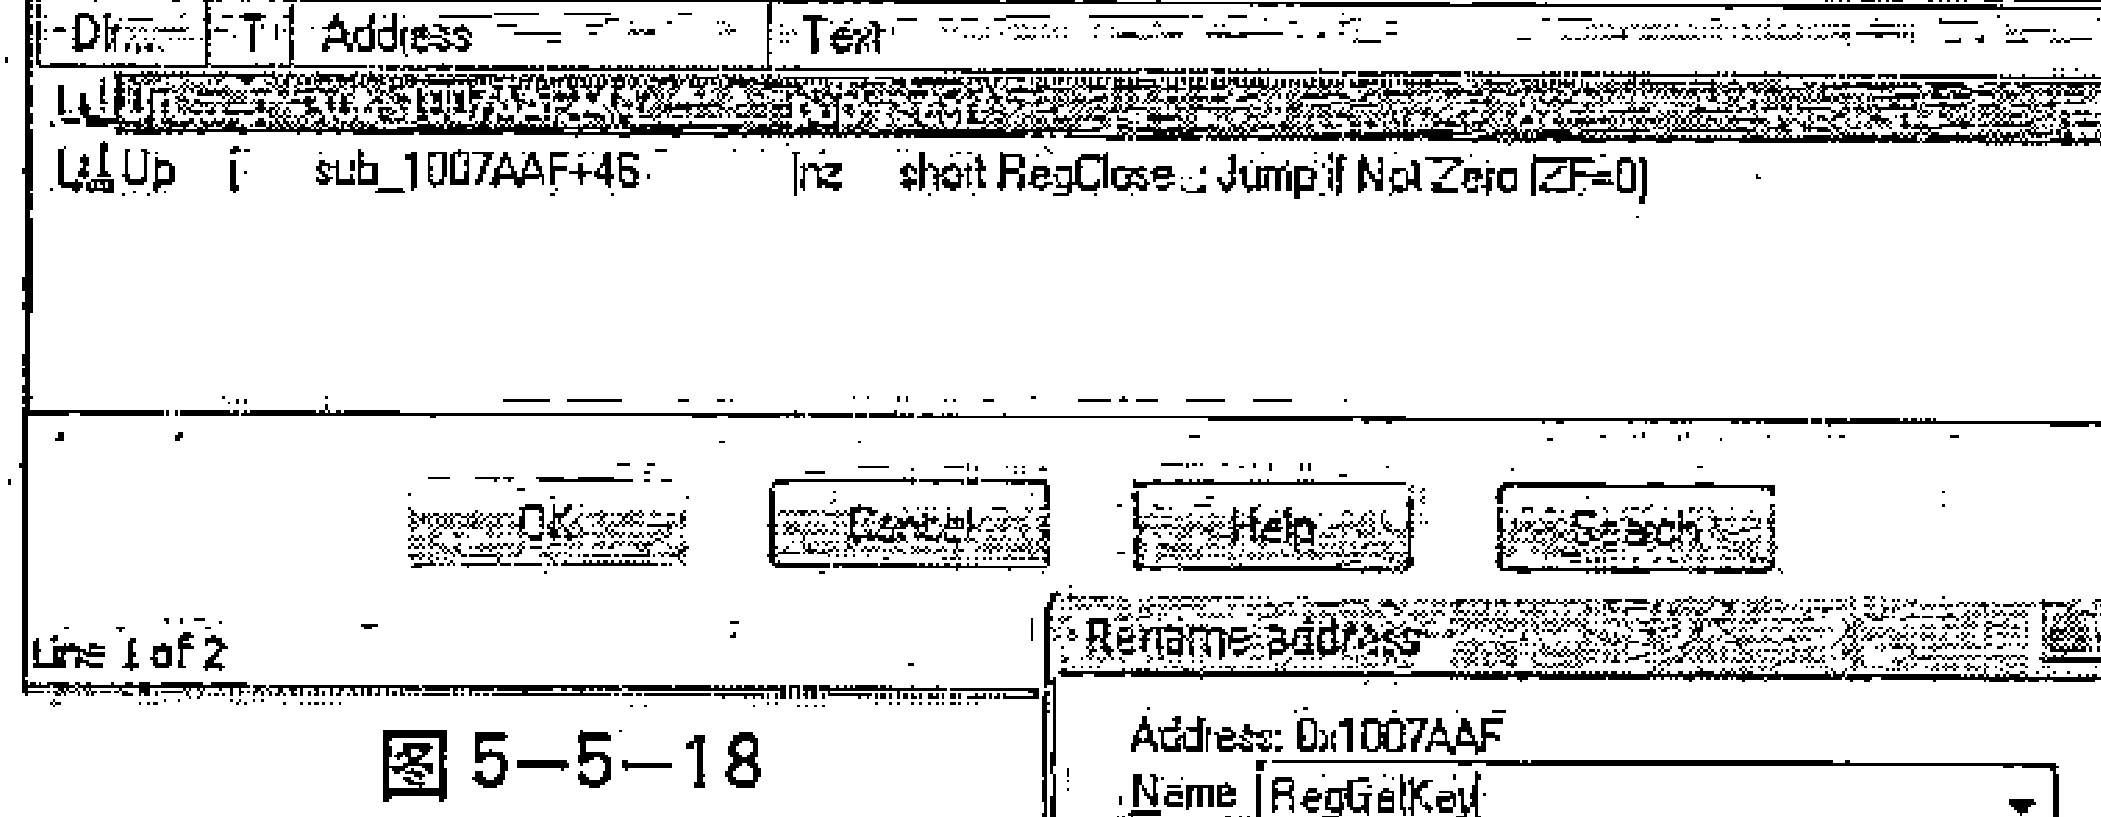 Dir... T Address Text
Up j sub_1007AAF+46 jnz short RegClose ; Jump if Not Zero (ZF=0)
OK Cancel Help Search
Line 1 of 2
Rename address
图 5-5-18
Address: 0x1007AAF
Name RegGetKey